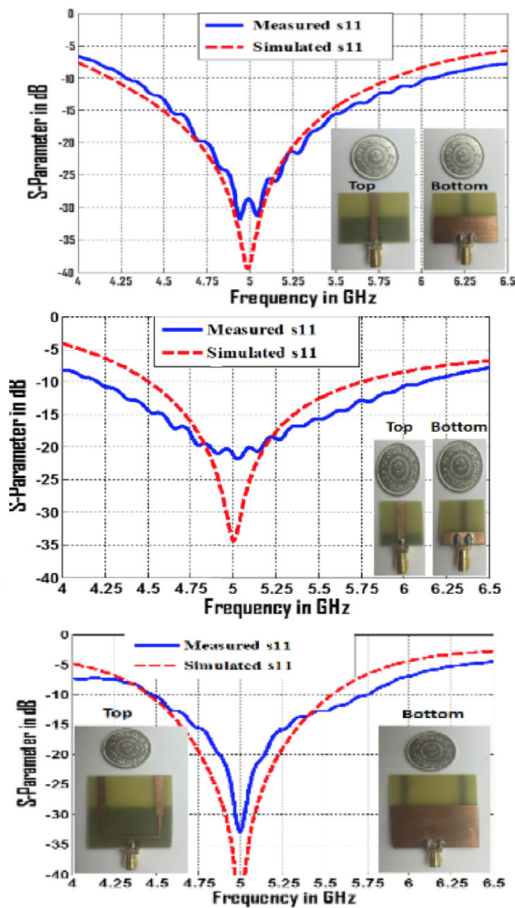 0
-5
-10
-15
-20
-25
-30
-35
-40
S-Parameter in dB
Measured s11
Simulated s11
Top
Bottom
4 4.25 4.5 4.75 5 5.25 5.5 5.75 6 6.25 6.5
Frequency in GHz
0
-5
-10
-15
-20
-25
-30
-35
-40
S-Parameter in dB
Measured s11
Simulated s11
Top
Bottom
4 4.25 4.5 4.75 5 5.25 5.5 5.75 6 6.25 6.5
Frequency in GHz
0
-5
-10
-15
-20
-25
-30
-35
-40
S-Parameter in dB
Measured s11
Simulated s11
Top
Bottom
4 4.25 4.5 4.75 5 5.25 5.5 5.75 6 6.25 6.5
Frequency in GHz